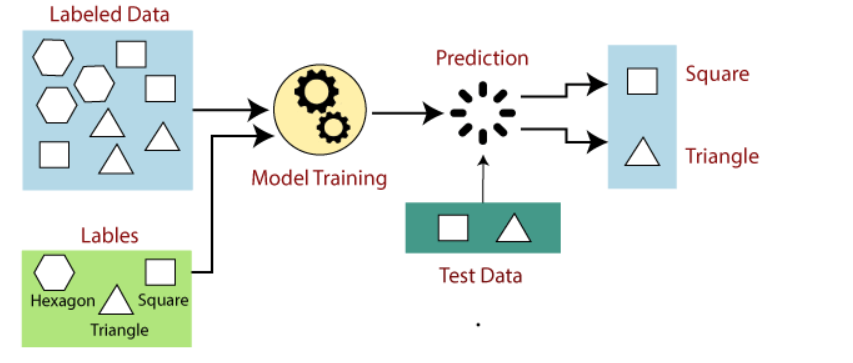 Labeled Data
Prediction
Square
Model Training
Triangle
Lables
Hexagon
Square
Triangle
Test Data